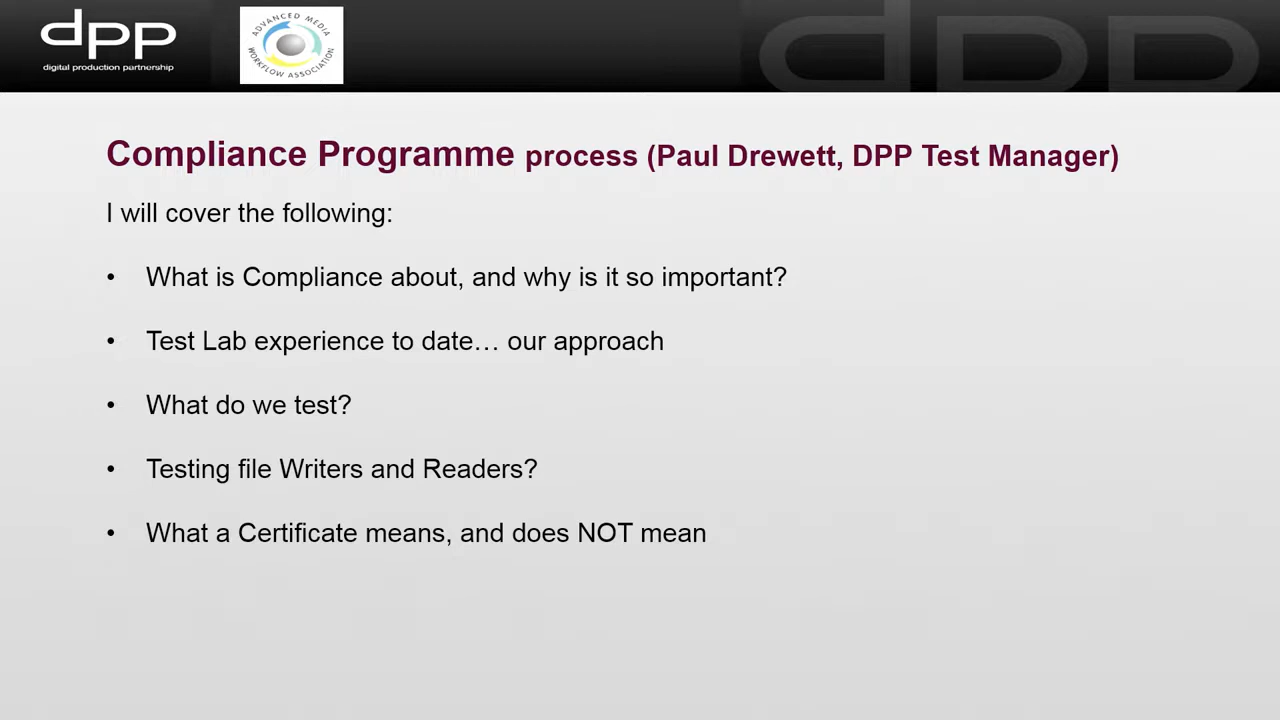 dpp
digital production partnership
ADVANCED MEDIA
WORKFLOW ASSOCIATION
dpp
Compliance Programme process (Paul Drewett, DPP Test Manager)
I will cover the following:
• What is Compliance about, and why is it so important?
• Test Lab experience to date… our approach
• What do we test?
• Testing file Writers and Readers?
• What a Certificate means, and does NOT mean